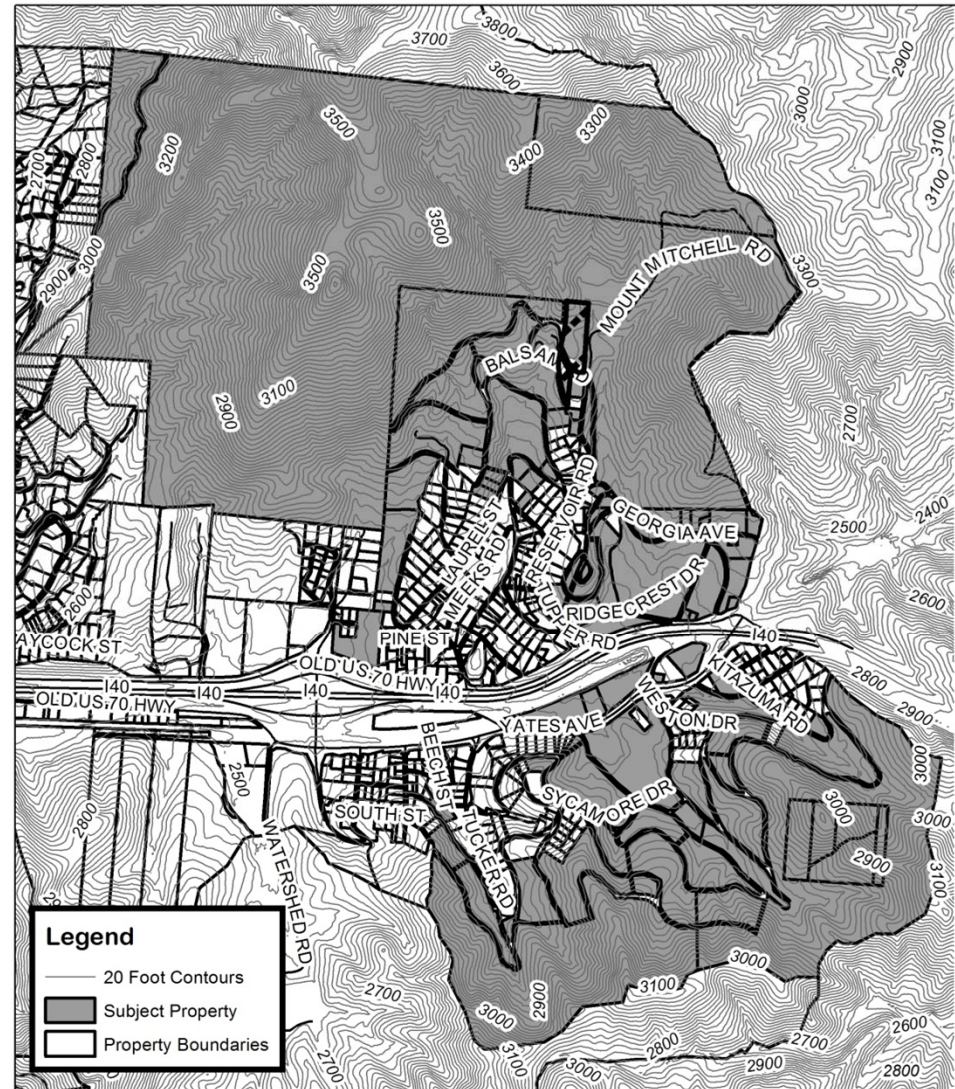 3800
3700
2900
3600
3000
3500
3300
3100
3200
3400
2800
2700
3100
3500
3000
3500
MOUNT MITCHELL RD
3300
2900
BALSAM RD
3100
2900
2700
2400
LAUREL ST
MEEKS RD
RESERVOIR RD
GEORGIA AVE
2500
2600
RIDGECREST DR
2600
AYCOCK ST
PINE ST
OLD US 70 HWY
I40
I40
I40
I40
I40
OLD US 70 HWY
KITAZUMA RD
WESTON DR
2800
2900
YATES AVE
BEECH ST
3000
2500
SYCAMORE DR
2800
SOUTH ST
TUCKER RD
3000
3000
2900
WATERSHED RD
3100
Legend
20 Foot Contours
Subject Property
Property Boundaries
3000
3100
2900
2700
3000
2600
2800
2700
3100
3000
2900
2800